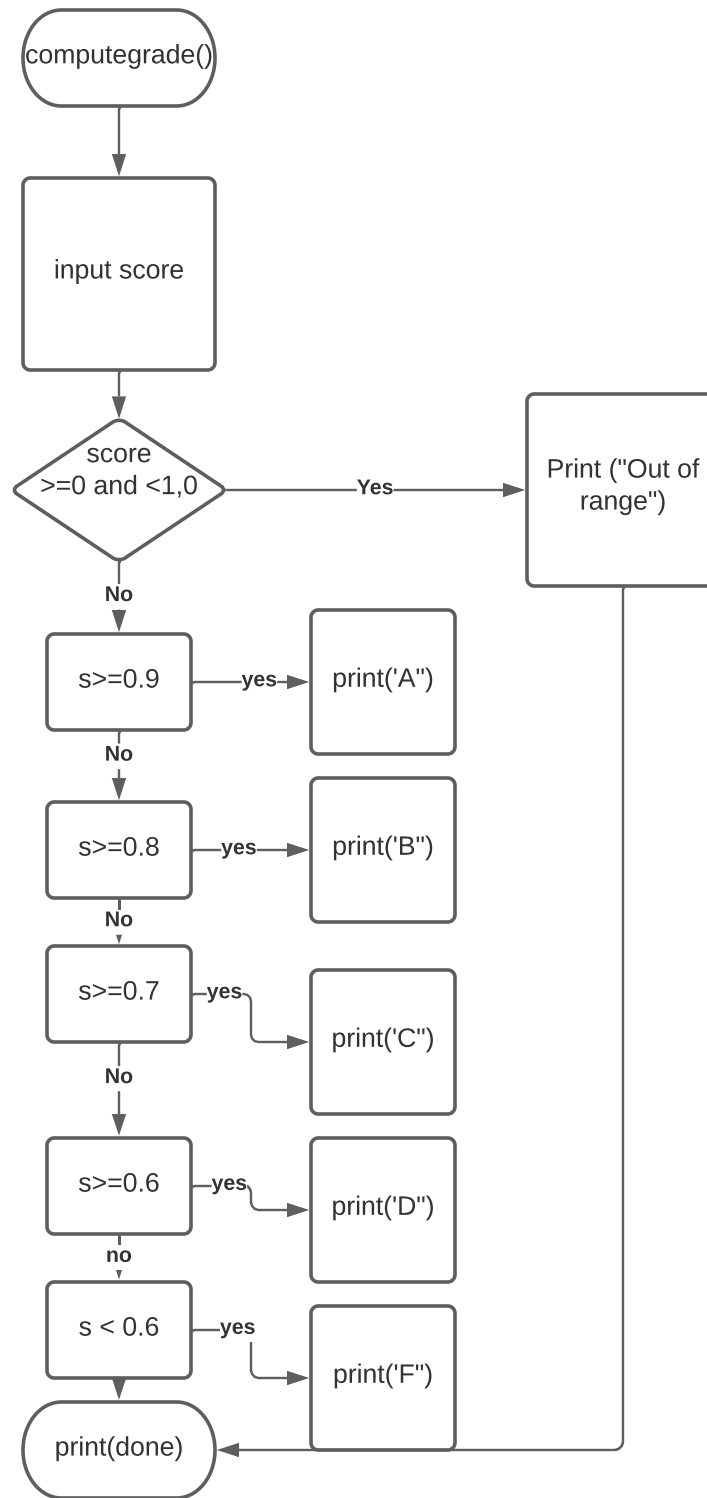 computegrade()
input score
score
>=0 and <1,0
Yes
Print ("Out of
range")
No
s>=0.9
yes
print('A")
No
s>=0.8
yes
print('B")
No
s>=0.7
yes
print('C")
No
s>=0.6
yes
print('D")
no
s < 0.6
yes
print('F")
print(done)